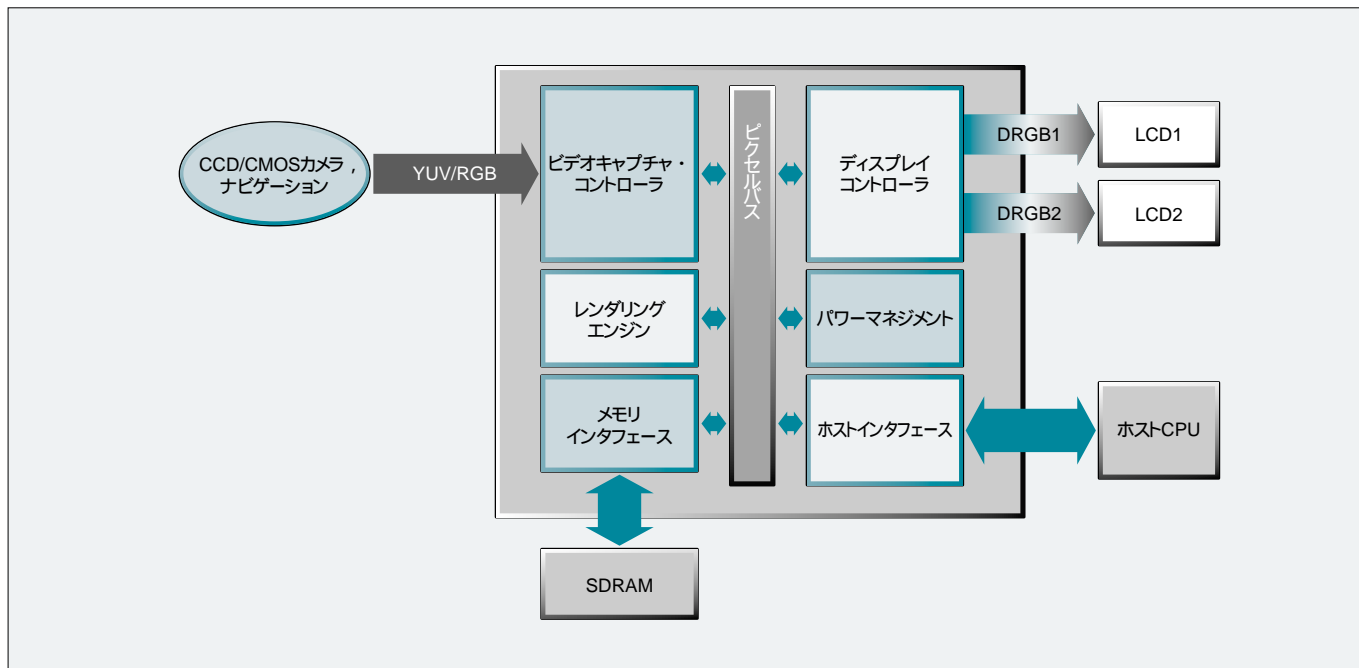 CCD/CMOSカメラ，
ナビゲーション
YUV/RGB
ビデオキャプチャ・
コントローラ
ピクセルバス
ディスプレイ
コントローラ
DRGB1
LCD1
DRGB2
LCD2
レンダリング
エンジン
パワーマネジメント
メモリ
インタフェース
ホストインタフェース
ホストCPU
SDRAM